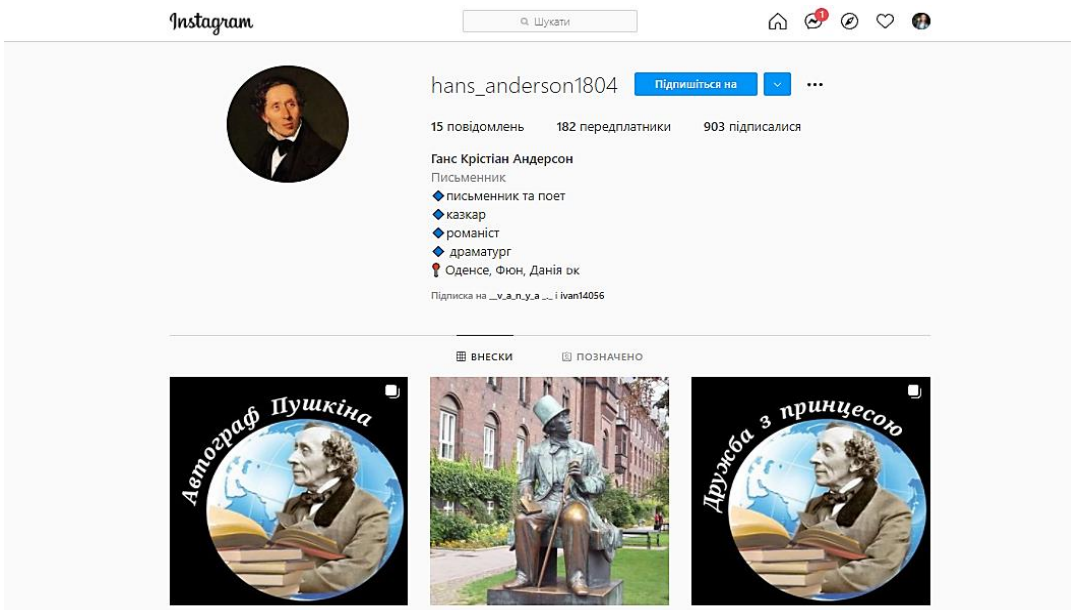 Instagram
Шукати
1
hans_anderson1804
Підпишіться на
15 повідомлень 182 передплатники 903 підписалися
Ганс Крістіан Андерсон
Письменник
письменник та поет
казкар
романіст
драматург
Оденсе, Фюн, Данія DK
Підписка на __v_a_n_y_a _._ і ivan14056
ВНЕСКИ ПОЗНАЧЕНО
Автограф Пушкіна
Дружба з принцесою